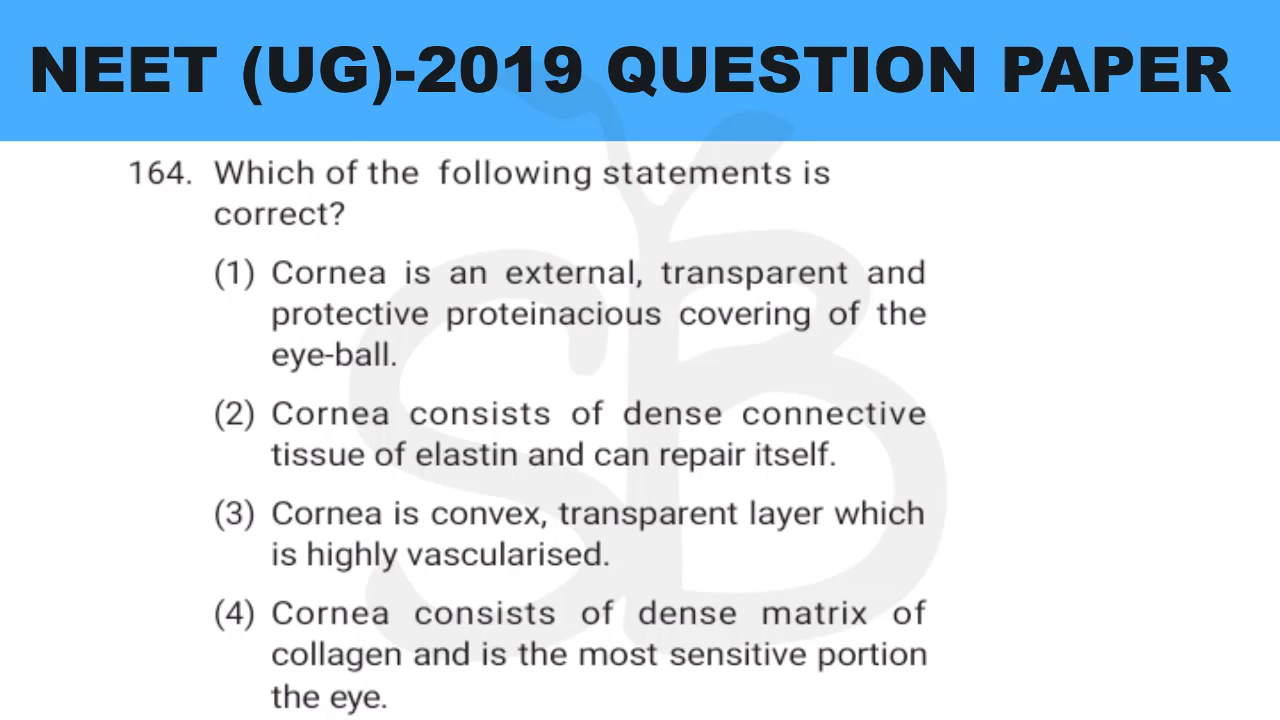 NEET (UG)-2019 QUESTION PAPER
164. Which of the following statements is
correct?
(1) Cornea is an external, transparent and
protective proteinacious covering of the
eye-ball.
(2) Cornea consists of dense connective
tissue of elastin and can repair itself.
(3) Cornea is convex, transparent layer which
is highly vascularised.
(4) Cornea consists of dense matrix of
collagen and is the most sensitive portion
the eye.
SB